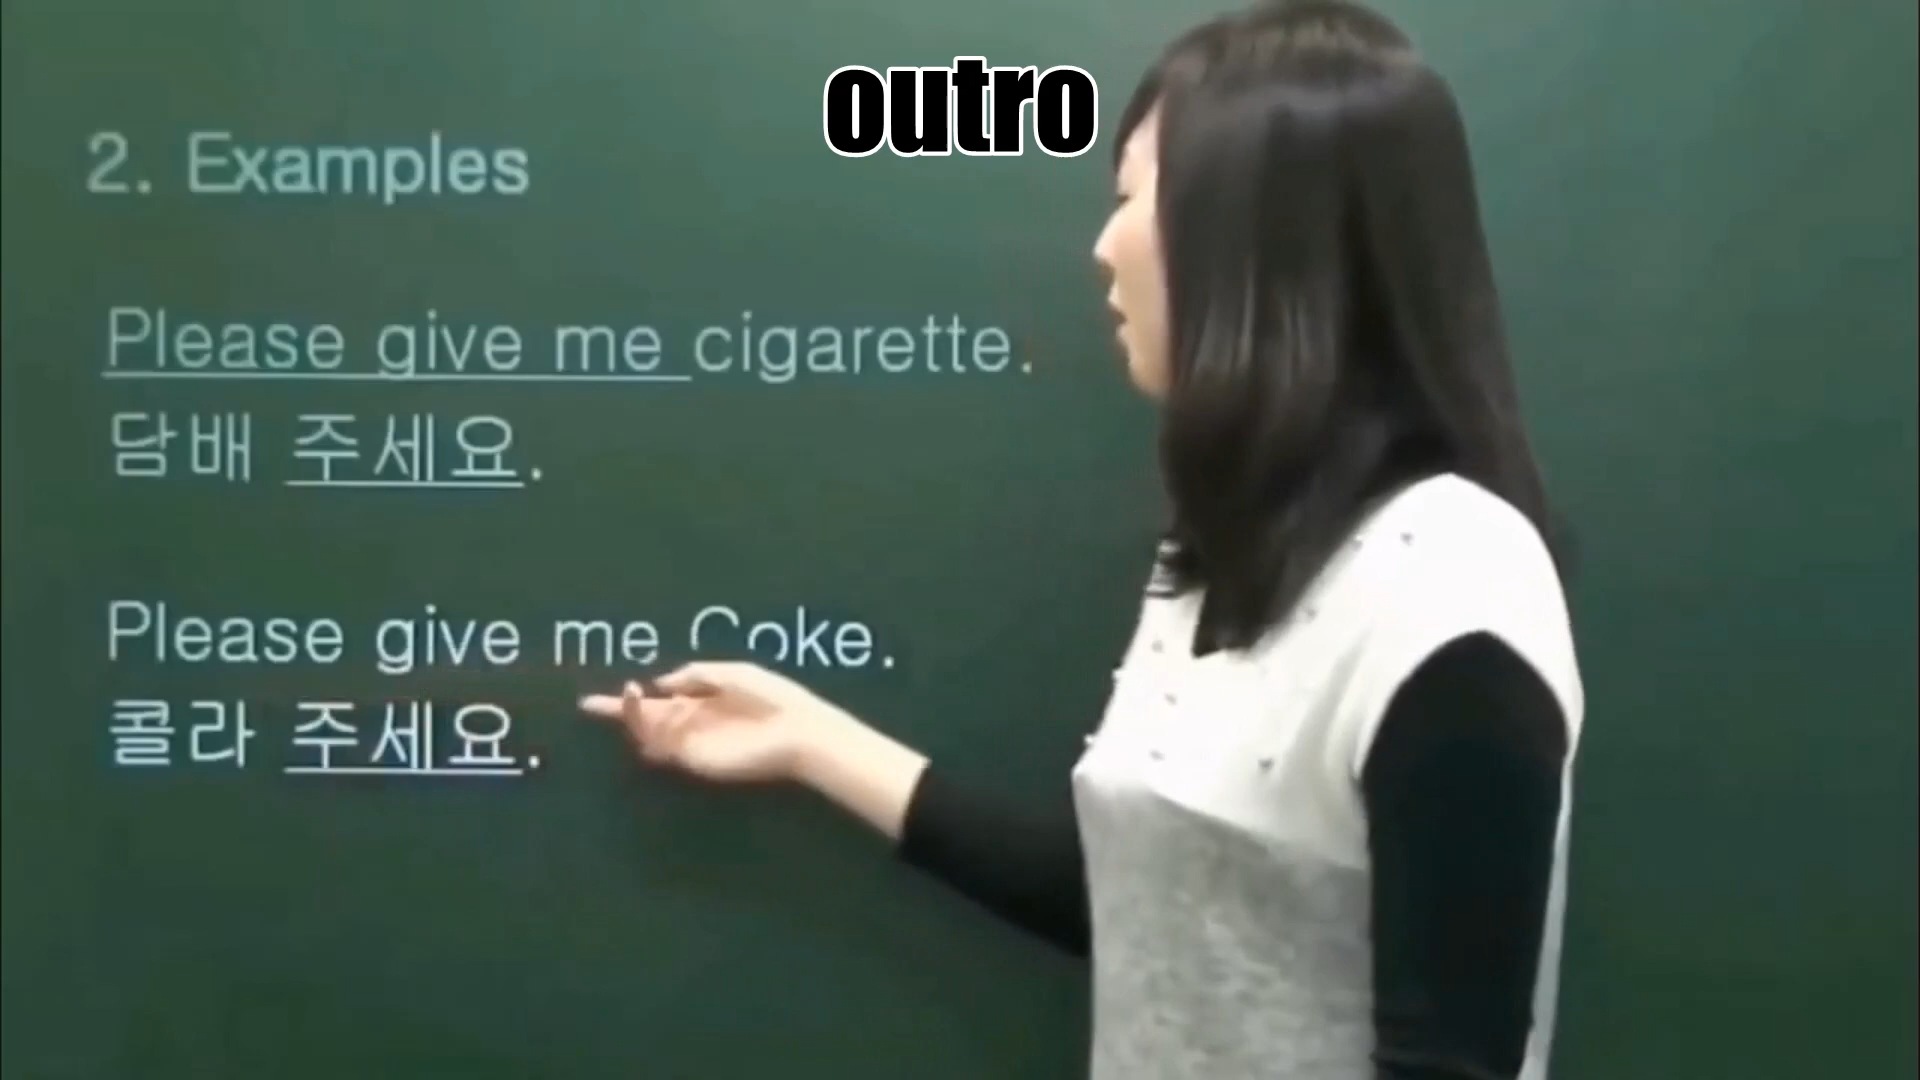 outro
2. Examples
Please give me cigarette.
담배 주세요.
Please give me Coke.
콜라 주세요.